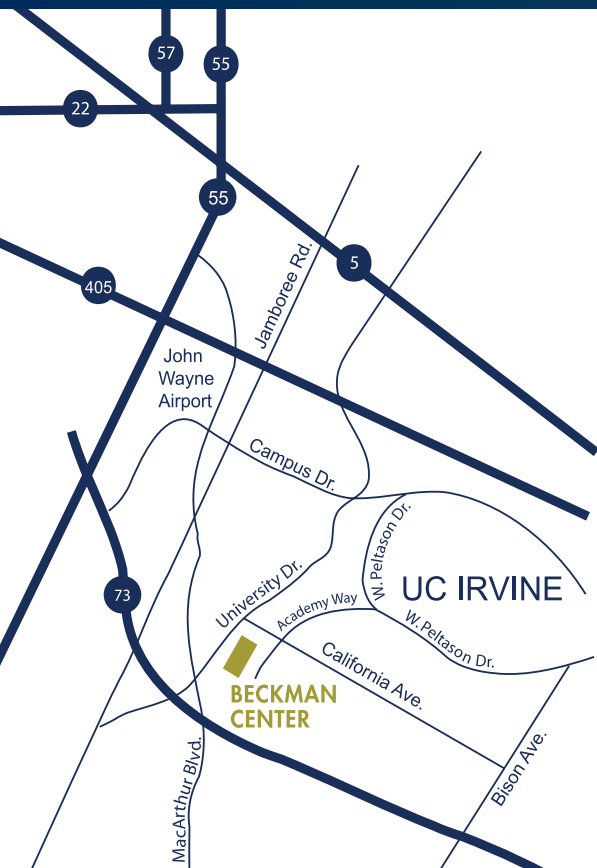 57
55
22
55
5
405
Jamboree Rd.
John
Wayne
Airport
Campus Dr.
W. Peltason Dr.
UC IRVINE
University Dr.
Academy Way
73
W. Peltason Dr.
California Ave.
BECKMAN
CENTER
MacArthur Blvd.
Bison Ave.